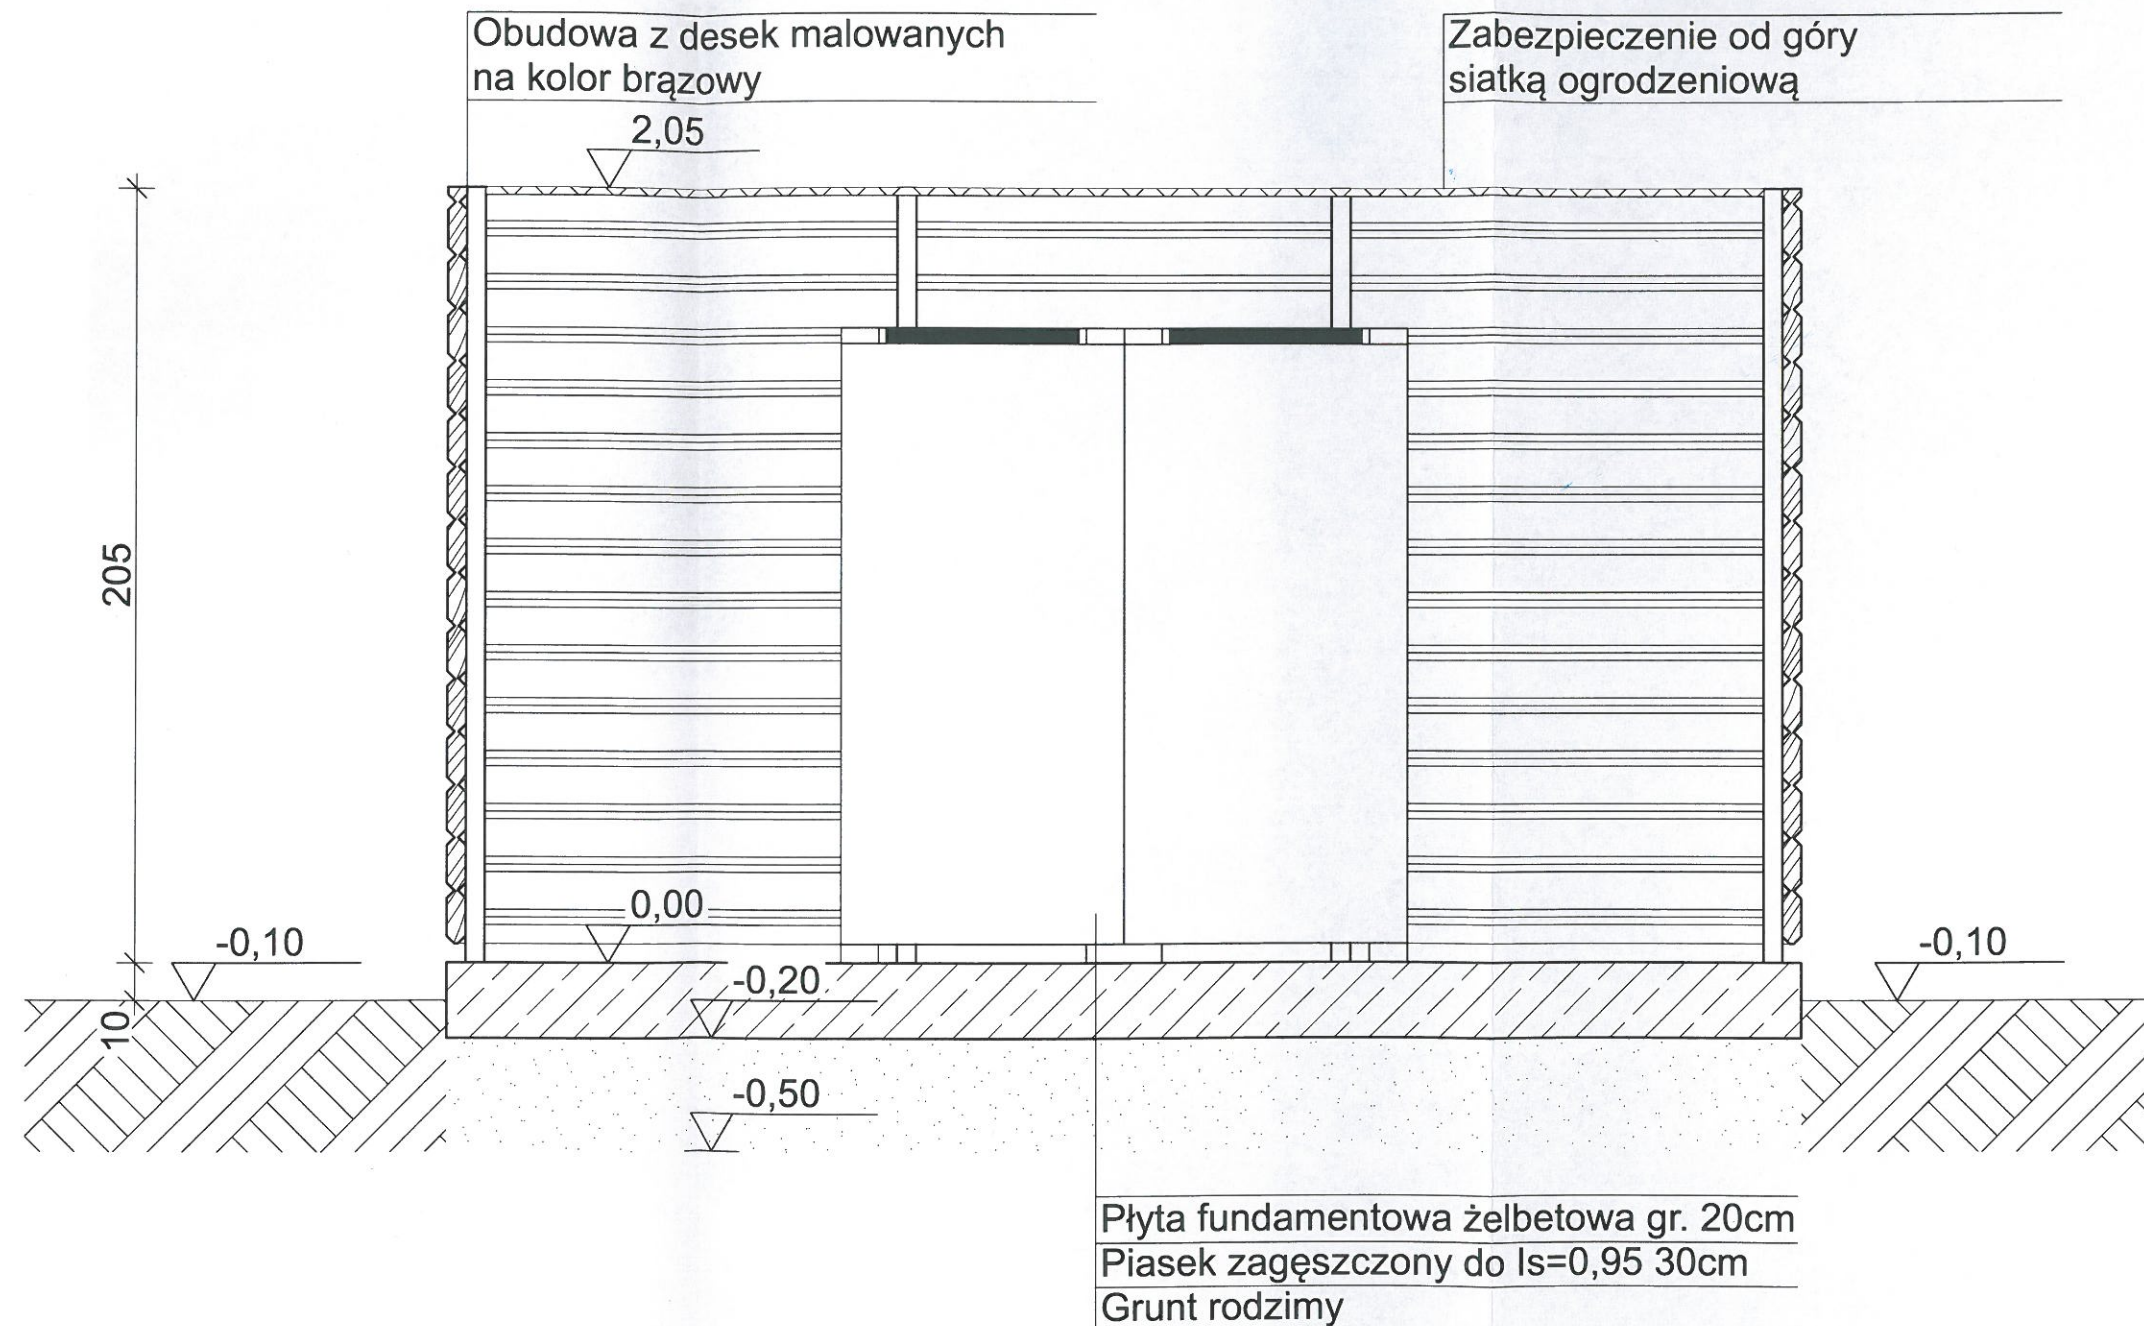 Obudowa z desek malowanych
na kolor brązowy
Zabezpieczenie od góry
siatką ogrodzeniową
2,05
205
0,00
-0,10
-0,10
-0,20
10
-0,50
Płyta fundamentowa żelbetowa gr. 20cm
Piasek zagęszczony do Is=0,95 30cm
Grunt rodzimy